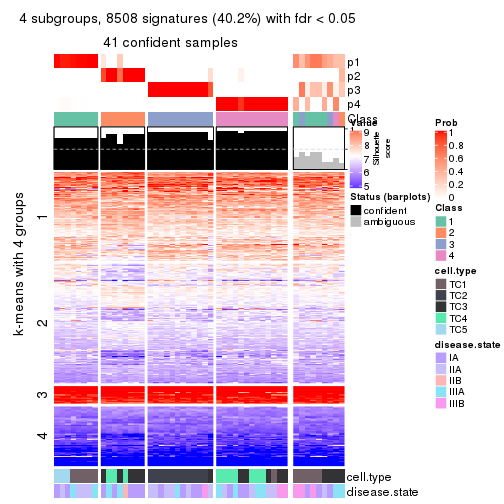 4 subgroups, 8508 signatures (40.2%) with fdr < 0.05
41 confident samples
p1
p2
p3
p4
Class
Silhouette
score
k-means with 4 groups
1
2
3
4
cell.type
disease.state
Value
9
8
7
6
5
Status (barplots)
confident
ambiguous
Prob
1
0.8
0.6
0.4
0.2
0
Class
1
2
3
4
cell.type
TC1
TC2
TC3
TC4
TC5
disease.state
IA
IIA
IIB
IIIA
IIIB